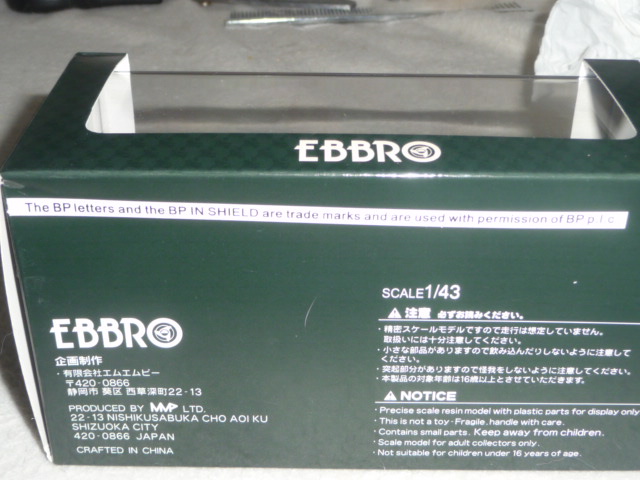 EBBRO
The BP letters and the BP IN SHIELD are trade marks and are used with permission of BP p.l.c.
SCALE 1/43
⚠注意 必ずお読みください。
・精密スケールモデルですので走行は想定していません。
取扱いには十分注意してください。
・小さな部品がありますので飲み込んだりしないように注意して
ください。
・突起部分がありますので怪我をしないように注意してください。
・本製品の対象年齢は16歳以上とさせていただきます。
⚠NOTICE
・Precise scale resin model with plastic parts for display only
・This is not a toy・Fragile, handle with care.
・Contains small parts. Keep away from children.
・Scale model for adult collectors only.
・Not suitable for children under 16 years of age.
EBBRO
企画制作
・有限会社エムエムピー
〒420-0866
静岡市 葵区 西草深町22-13
PRODUCED BY MMP LTD.
22-13 NISHIKUSABUKA CHO AOI KU
SHIZUOKA CITY
420-0866 JAPAN
CRAFTED IN CHINA